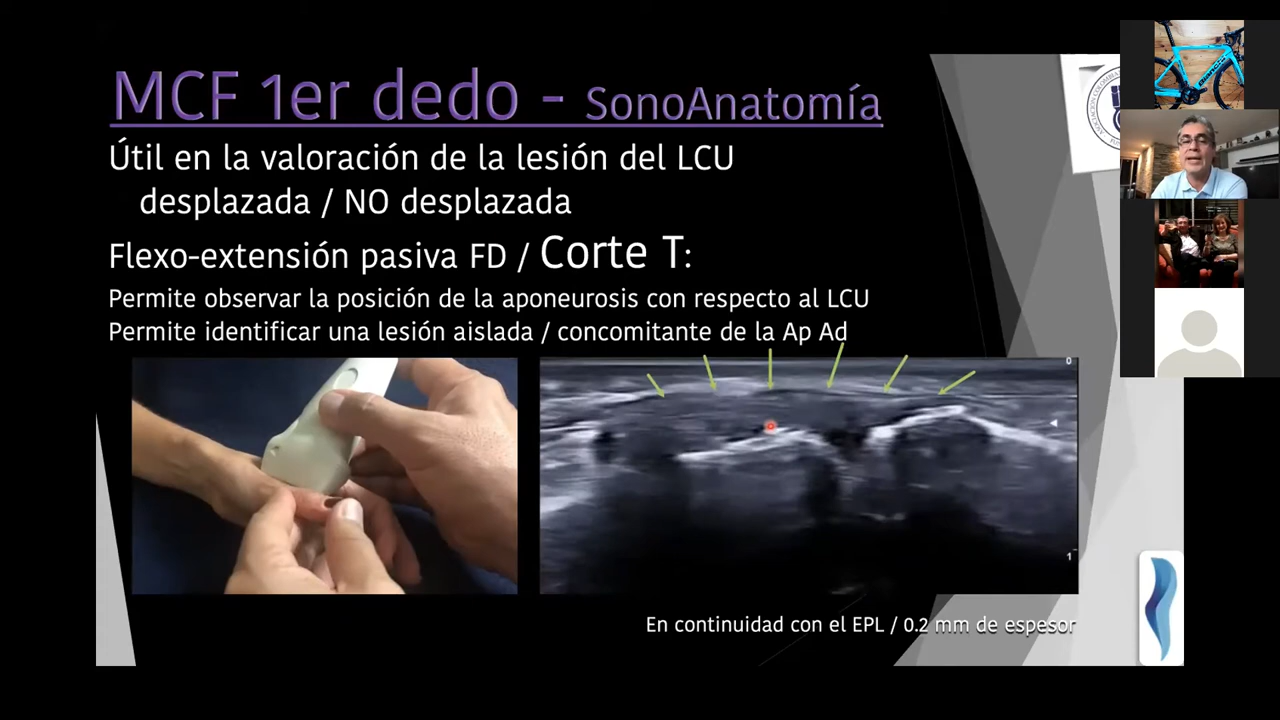 MCF 1er dedo - SonoAnatomía
Útil en la valoración de la lesión del LCU
desplazada / NO desplazada
Flexo-extensión pasiva FD / Corte T:
Permite observar la posición de la aponeurosis con respecto al LCU
Permite identificar una lesión aislada / concomitante de la Ap Ad
0
1
En continuidad con el EPL / 0.2 mm de espesor